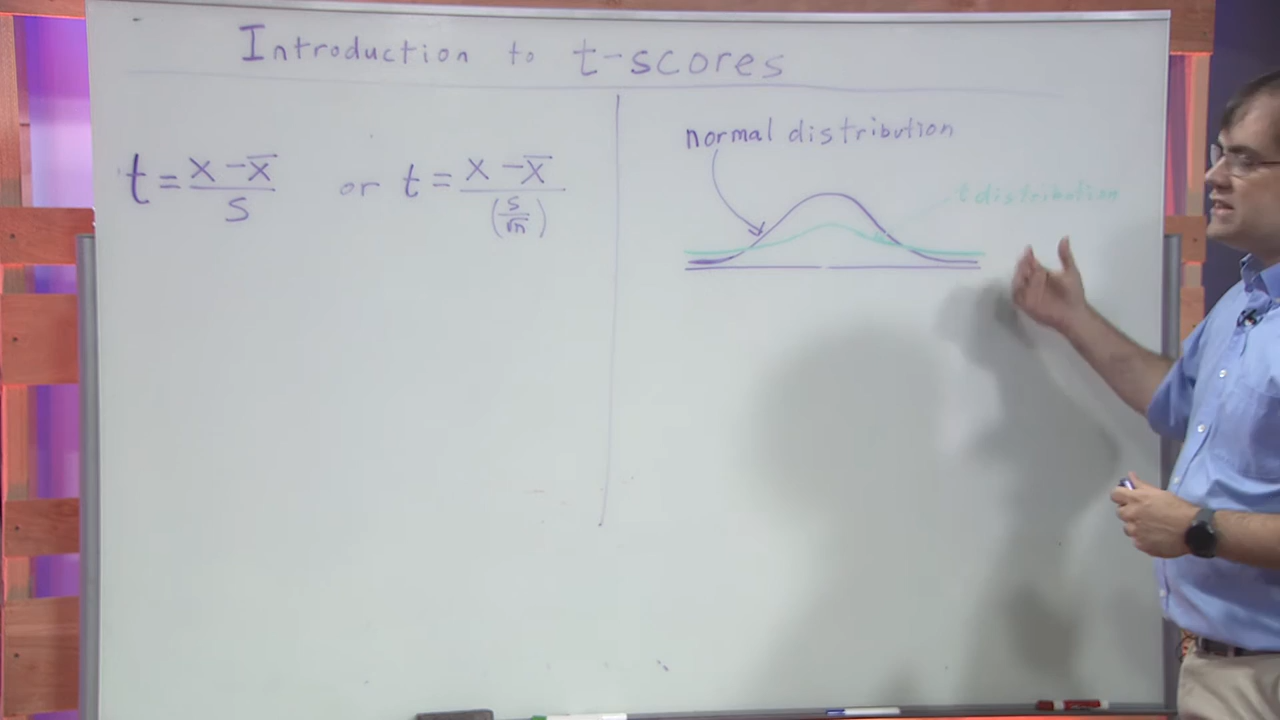 Introduction to t-scores
t = x - x̄ / s or t = x - x̄ / (s/√n)
normal distribution
t distribution